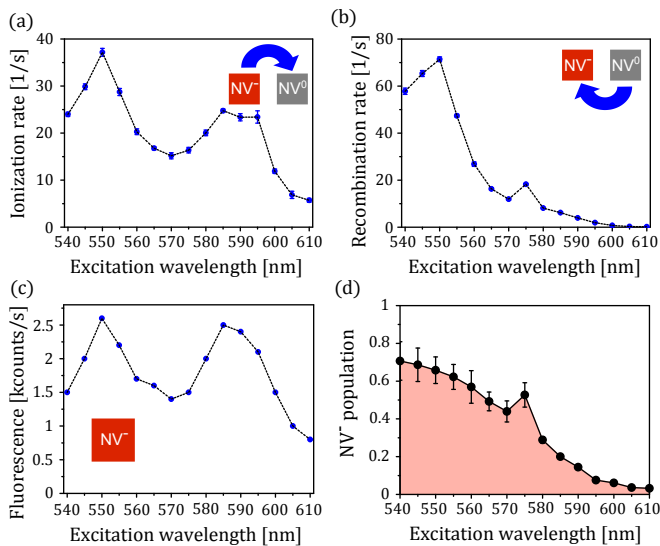 (a)
Ionization rate [1/s]
40
30
20
10
0
NV⁻
NV⁰
540 550 560 570 580 590 610
Excitation wavelength [nm]
(b)
Recombination rate [1/s]
80
60
40
20
0
NV⁻
NV⁰
540 550 560 570 580 590 610
Excitation wavelength [nm]
(c)
Fluorescence [kcounts/s]
2.5
2
1.5
1
0.5
0
NV⁻
540 550 560 570 580 590 610
Excitation wavelength [nm]
(d)
NV⁻ population
1
0.8
0.6
0.4
0.2
0
540 550 560 570 580 590 610
Excitation wavelength [nm]